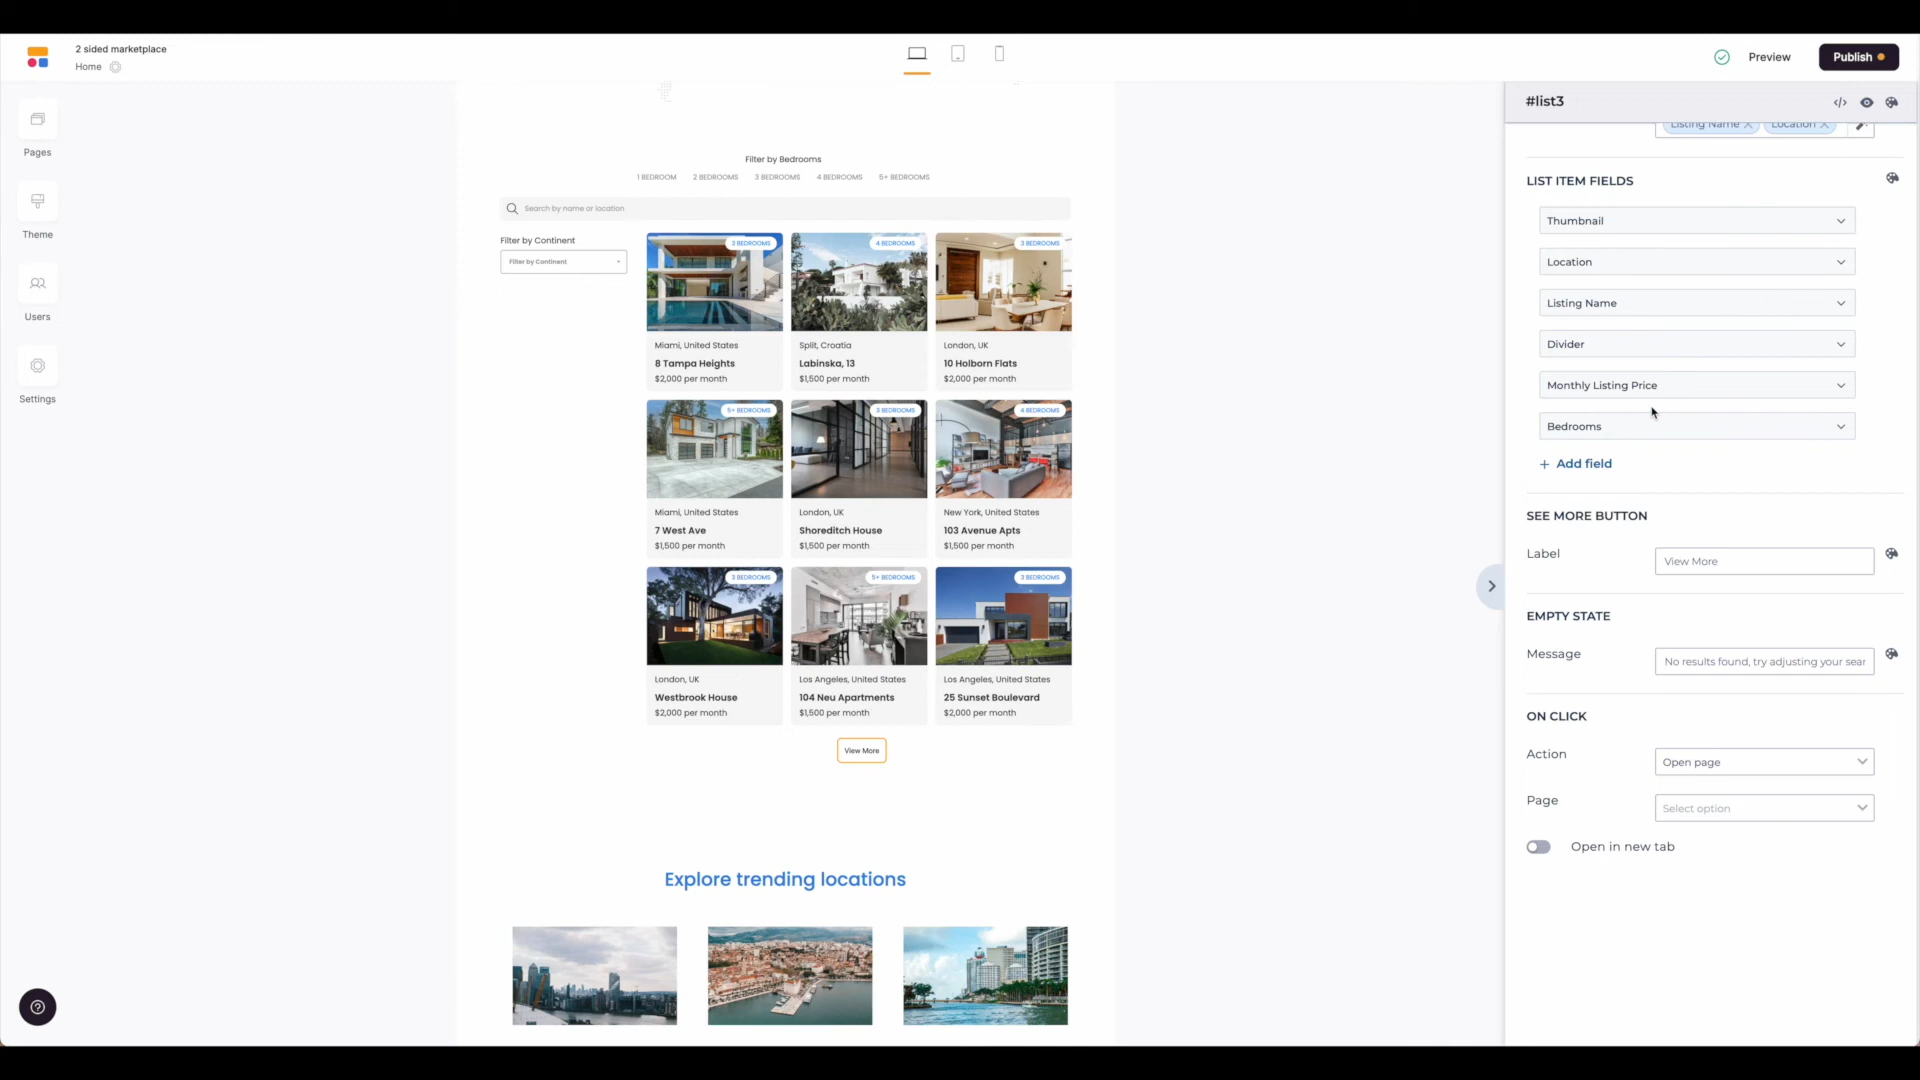 2 sided marketplace
Home
Preview
Publish
Pages
Theme
Users
Settings
Filter by Bedrooms
1 BEDROOM 2 BEDROOMS 3 BEDROOMS 4 BEDROOMS 5+ BEDROOMS
Search by name or location
Filter by Continent
Filter by Continent
3 BEDROOMS
Miami, United States
8 Tampa Heights
$2,000 per month
4 BEDROOMS
Split, Croatia
Labinska, 13
$1,500 per month
3 BEDROOMS
London, UK
10 Holborn Flats
$2,000 per month
5+ BEDROOMS
Miami, United States
7 West Ave
$1,500 per month
3 BEDROOMS
London, UK
Shoreditch House
$1,500 per month
4 BEDROOMS
New York, United States
103 Avenue Apts
$1,500 per month
3 BEDROOMS
London, UK
Westbrook House
$2,000 per month
5+ BEDROOMS
Los Angeles, United States
104 Neu Apartments
$1,500 per month
3 BEDROOMS
Los Angeles, United States
25 Sunset Boulevard
$2,000 per month
View More
Explore trending locations
#list3
Listing Name Location
LIST ITEM FIELDS
Thumbnail
Location
Listing Name
Divider
Monthly Listing Price
Bedrooms
+ Add field
SEE MORE BUTTON
Label View More
EMPTY STATE
Message No results found, try adjusting your sear
ON CLICK
Action Open page
Page Select option
Open in new tab